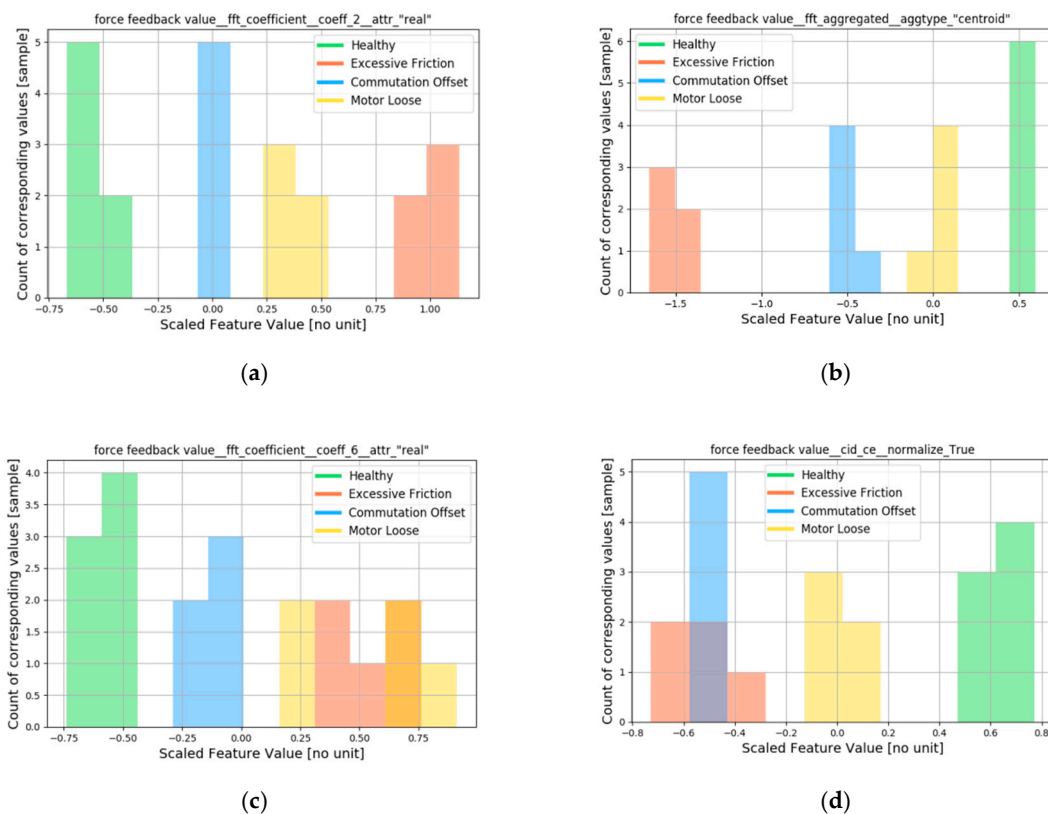 force feedback value__fft_coefficient__coeff_2__attr_"real"
Count of corresponding values [sample]
5
4
3
2
1
0
Healthy
Excessive Friction
Commutation Offset
Motor Loose
−0.75 −0.50 −0.25 0.00 0.25 0.50 0.75 1.00
Scaled Feature Value [no unit]
(a)
force feedback value__fft_aggregated__aggtype_"centroid"
Count of corresponding values [sample]
6
5
4
3
2
1
0
Healthy
Excessive Friction
Commutation Offset
Motor Loose
−1.5 −1.0 −0.5 0.0 0.5
Scaled Feature Value [no unit]
(b)
force feedback value__fft_coefficient__coeff_6__attr_"real"
Count of corresponding values [sample]
4.0
3.5
3.0
2.5
2.0
1.5
1.0
0.5
0.0
Healthy
Excessive Friction
Commutation Offset
Motor Loose
−0.75 −0.50 −0.25 0.00 0.25 0.50 0.75
Scaled Feature Value [no unit]
(c)
force feedback value__cid_ce__normalize_True
Count of corresponding values [sample]
5
4
3
2
1
0
Healthy
Excessive Friction
Commutation Offset
Motor Loose
−0.8 −0.6 −0.4 −0.2 0.0 0.2 0.4 0.6 0.8
Scaled Feature Value [no unit]
(d)